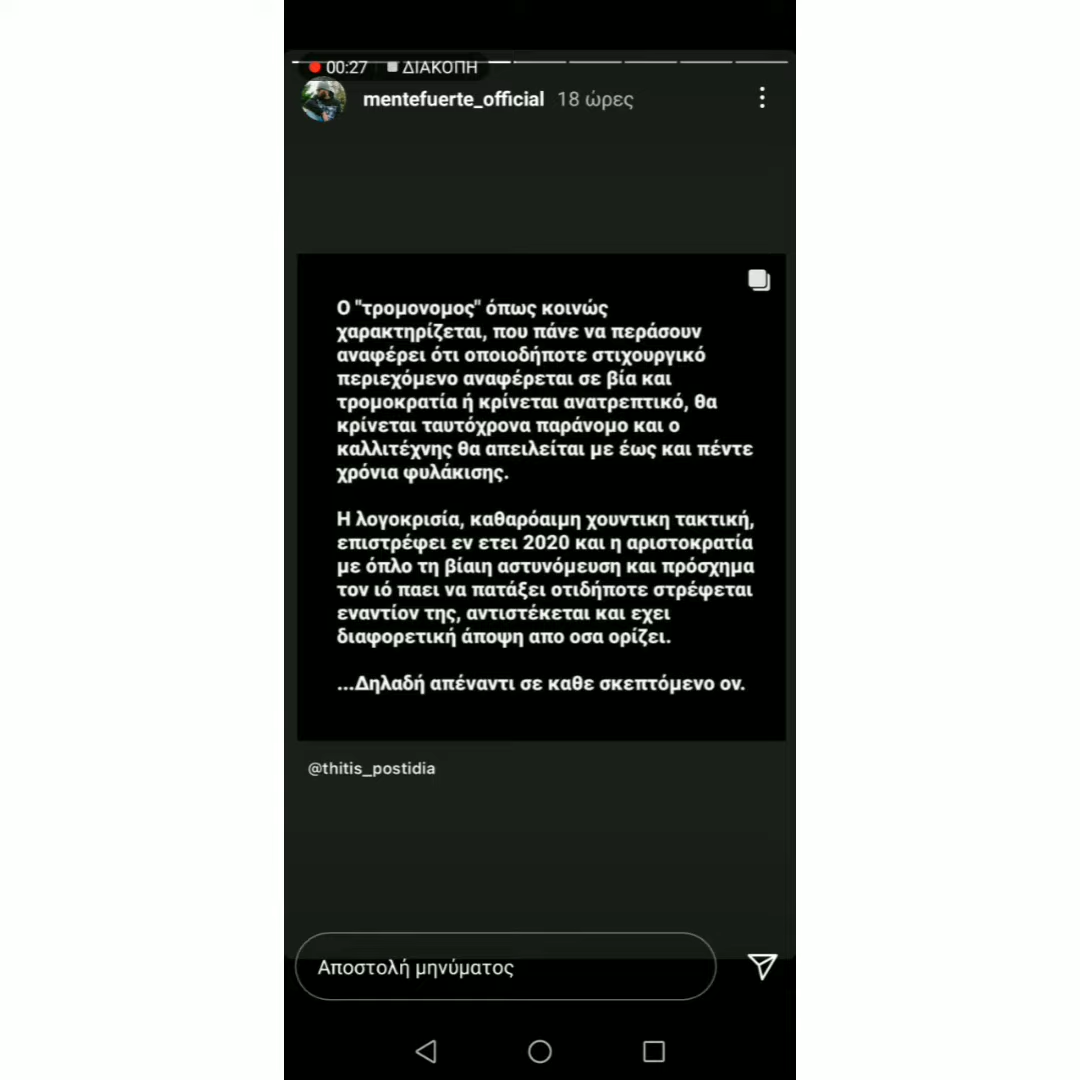 00:27 ΔΙΑΚΟΠΗ
mentefuerte_official 18 ώρες
Ο "τρομονομος" όπως κοινώς
χαρακτηρίζεται, που πάνε να περάσουν
αναφέρει ότι οποιοδήποτε στιχουργικό
περιεχόμενο αναφέρεται σε βία και
τρομοκρατία ή κρίνεται ανατρεπτικό, θα
κρίνεται ταυτόχρονα παράνομο και ο
καλλιτέχνης θα απειλείται με έως και πέντε
χρόνια φυλάκισης.
Η λογοκρισία, καθαρόαιμη χουντικη τακτική,
επιστρέφει εν ετει 2020 και η αριστοκρατία
με όπλο τη βίαιη αστυνόμευση και πρόσχημα
τον ιό παει να πατάξει οτιδήποτε στρέφεται
εναντίον της, αντιστέκεται και εχει
διαφορετική άποψη απο οσα ορίζει.
...Δηλαδή απέναντι σε καθε σκεπτόμενο ον.
@thitis_postidia
Αποστολή μηνύματος